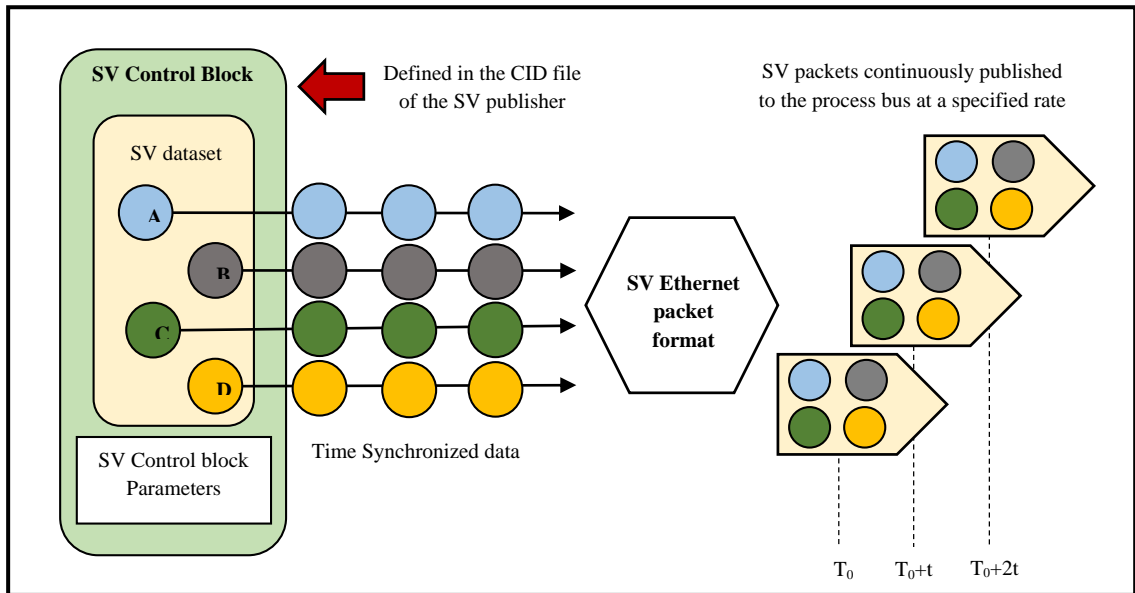 SV Control Block
Defined in the CID file
of the SV publisher
SV packets continuously published
to the process bus at a specified rate
SV dataset
A
B
C
D
SV Ethernet
packet
format
Time Synchronized data
SV Control block
Parameters
T₀
T₀+t
T₀+2t